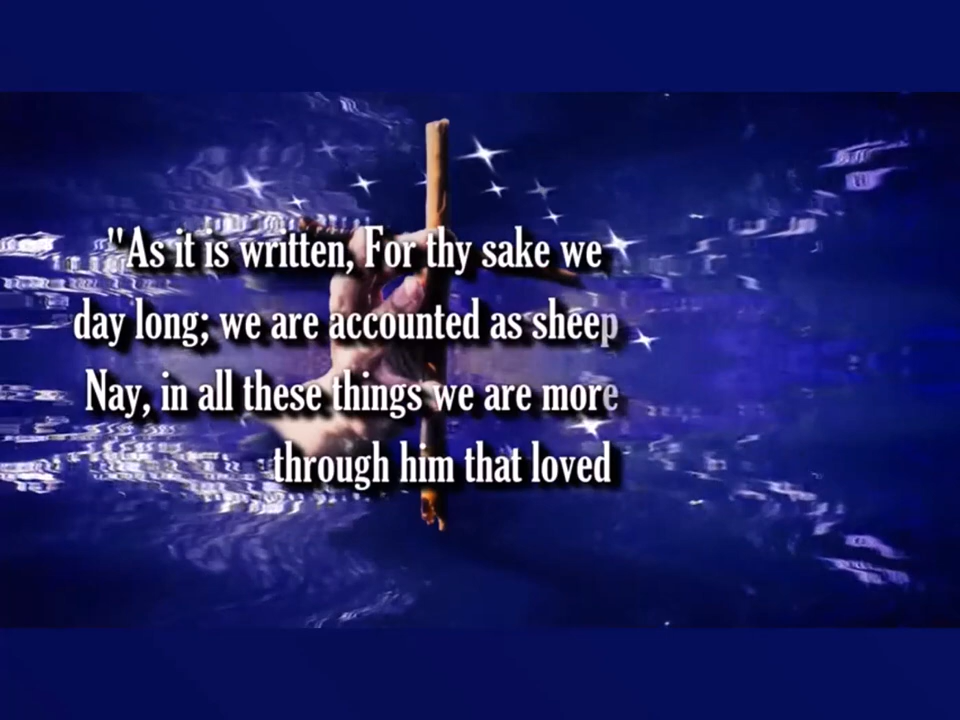 "As it is written, For thy sake we
day long; we are accounted as sheep
Nay, in all these things we are more
through him that loved